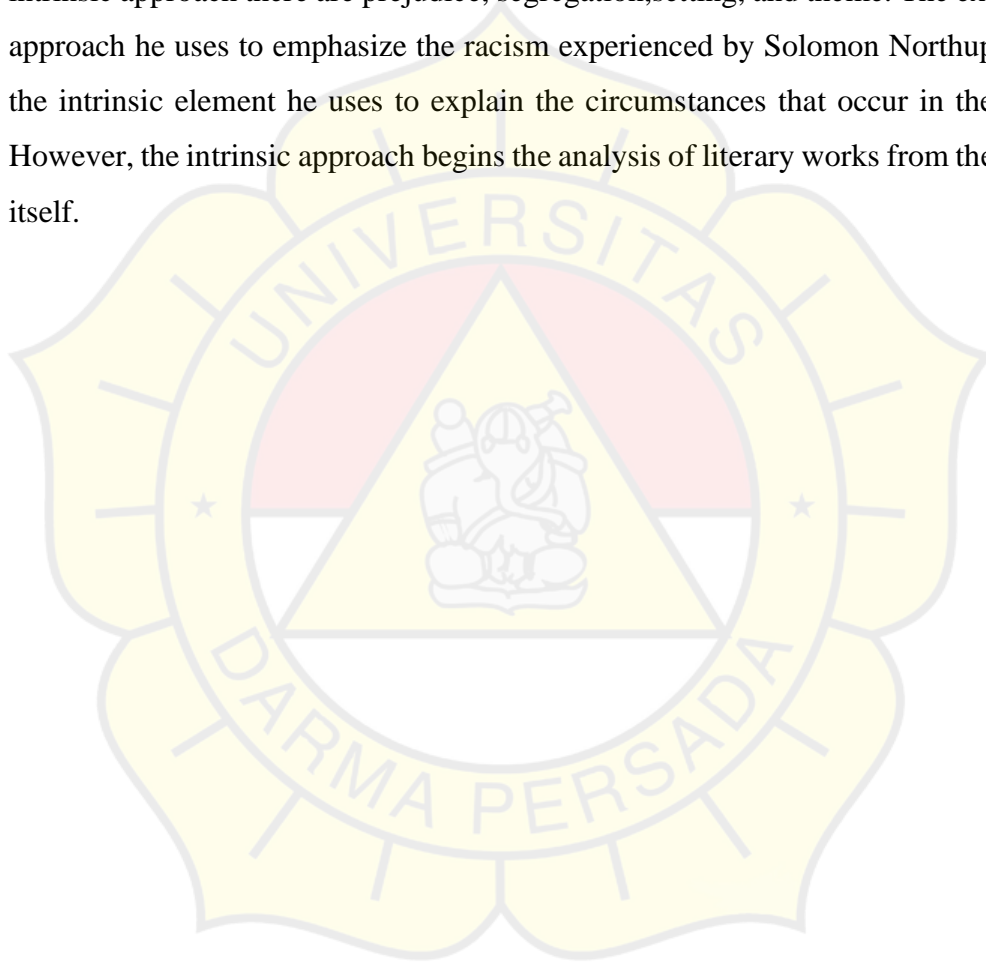 intrinsic approach there are prejudice, segregation,setting, and theme. The
approach he uses to emphasize the racism experienced by Solomon Northup
the intrinsic element he uses to explain the circumstances that occur in the
However, the intrinsic approach begins the analysis of literary works from the
itself.
UNIVERSITAS
DARMA PERSADA